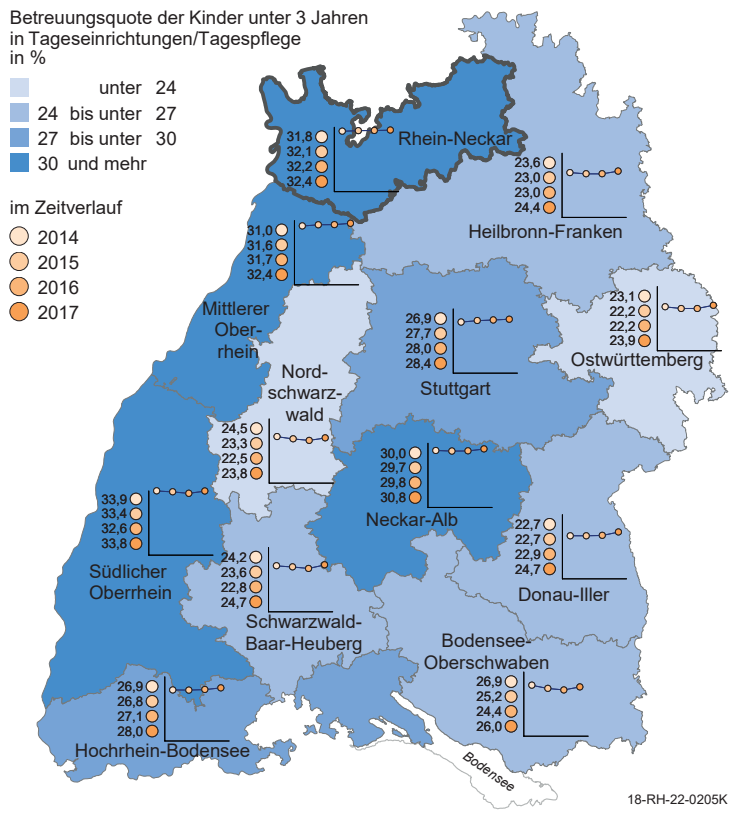 Betreuungsquote der Kinder unter 3 Jahren
in Tageseinrichtungen/Tagespflege
in %
unter 24
24 bis unter 27
27 bis unter 30
30 und mehr
im Zeitverlauf
2014
2015
2016
2017
31,8
32,1
32,2
32,4
Rhein-Neckar
23,6
23,0
23,0
24,4
Heilbronn-Franken
31,0
31,6
31,7
32,4
Mittlerer
Ober-
rhein
23,1
22,2
22,2
23,9
Ostwürttemberg
26,9
27,7
28,0
28,4
Stuttgart
Nord-
schwarz-
wald
24,5
23,3
22,5
23,8
30,0
29,7
29,8
30,8
Neckar-Alb
33,9
33,4
32,6
33,8
Südlicher
Oberrhein
22,7
22,7
22,9
24,7
Donau-Iller
24,2
23,6
22,8
24,7
Schwarzwald-
Baar-Heuberg
Bodensee-
Oberschwaben
26,9
25,2
24,4
26,0
26,9
26,8
27,1
28,0
Hochrhein-Bodensee
Bodensee
18-RH-22-0205K